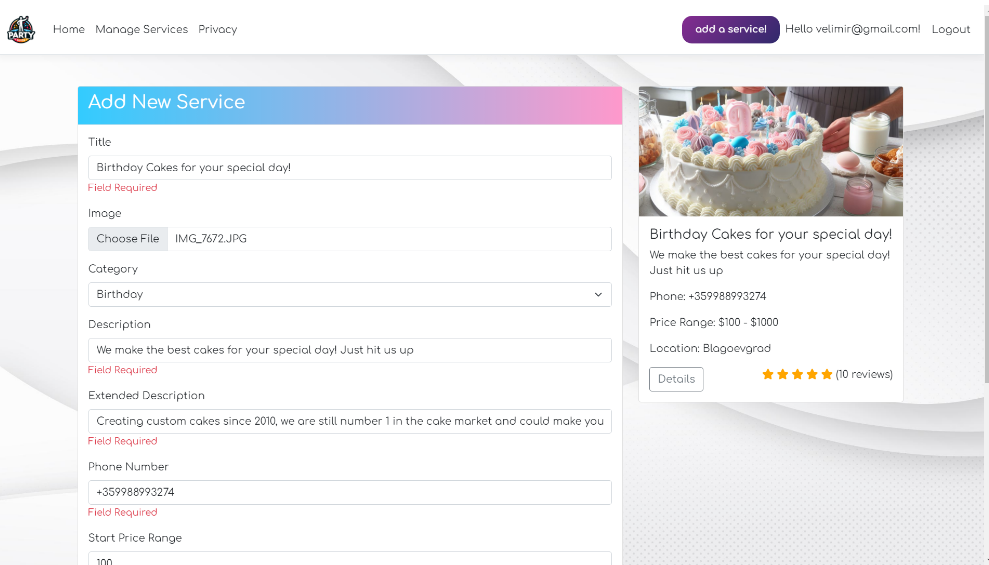 PARTY
Home Manage Services Privacy
add a service! Hello velimir@gmail.com! Logout
Add New Service
Title
Birthday Cakes for your special day!
Field Required
Image
Choose File IMG_7672.JPG
Category
Birthday
Description
We make the best cakes for your special day! Just hit us up
Field Required
Extended Description
Creating custom cakes since 2010, we are still number 1 in the cake market and could make you
Field Required
Phone Number
+359988993274
Field Required
Start Price Range
100
9
Birthday Cakes for your special day!
We make the best cakes for your special day!
Just hit us up
Phone: +359988993274
Price Range: $100 - $1000
Location: Blagoevgrad
Details
(10 reviews)